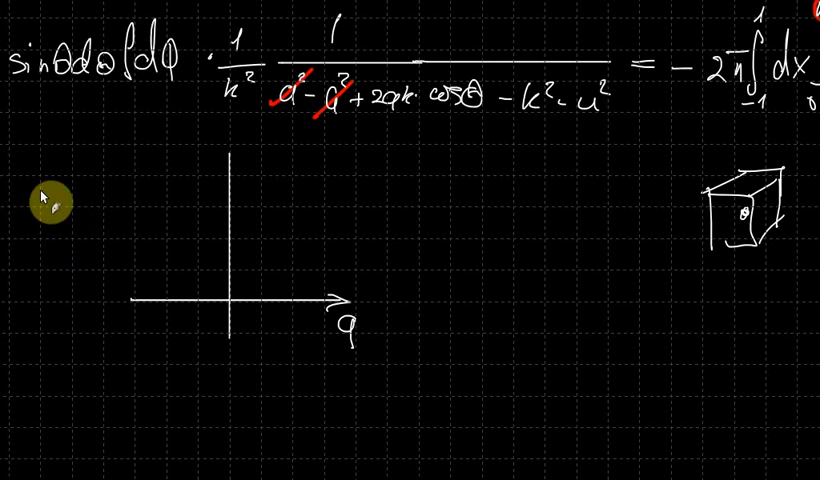 sinθdθ∫dφ · 1/k² 1/(q² - q² + 2qk·cosθ - k² - u²) = - 2π∫₋₁¹ dx
q